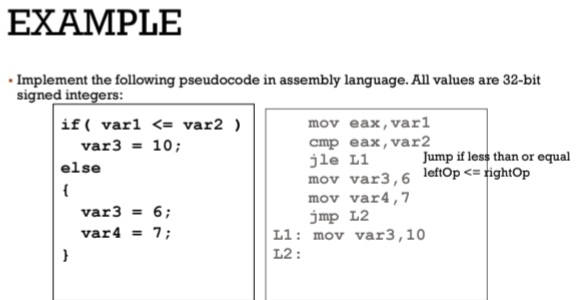 EXAMPLE
• Implement the following pseudocode in assembly language. All values are 32-bit
signed integers:
if( var1 <= var2 )
var3 = 10;
else
{
var3 = 6;
var4 = 7;
}
mov eax,var1
cmp eax,var2
jle L1
mov var3,6
mov var4,7
jmp L2
L1: mov var3,10
L2:
Jump if less than or equal
leftOp <= rightOp